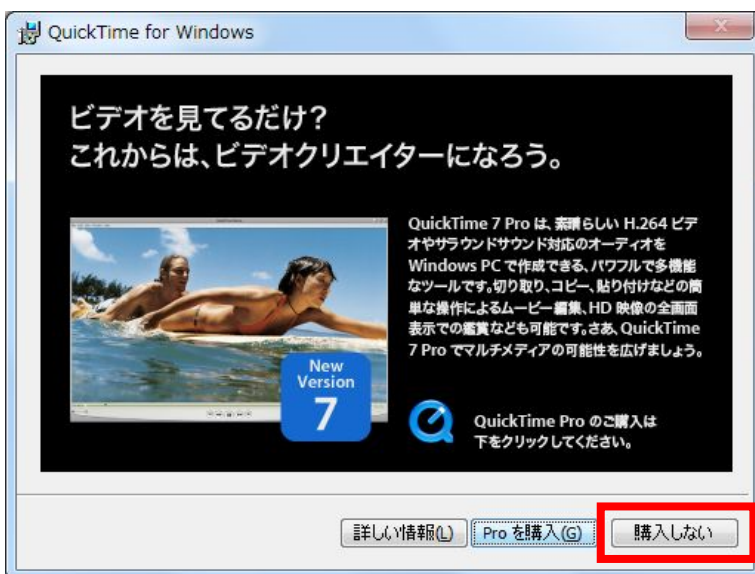 QuickTime for Windows
ビデオを見てるだけ？
これからは、ビデオクリエイターになろう。
QuickTime 7 Pro は、素晴らしい H.264 ビデ
オやサラウンドサウンド対応のオーディオを
Windows PC で作成できる、パワフルで多機能
なツールです。切り取り、コピー、貼り付けなどの簡
単な操作によるムービー編集、HD 映像の全画面
表示での鑑賞なども可能です。さあ、QuickTime
7 Pro でマルチメディアの可能性を広げましょう。
New
Version
7
QuickTime Pro のご購入は
下をクリックしてください。
詳しい情報(L)
Pro を購入(G)
購入しない